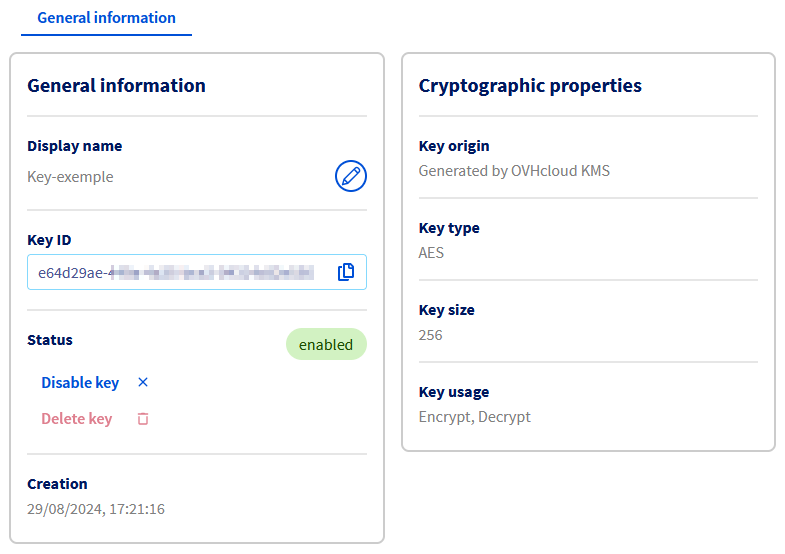 General information
General information
Display name
Key-exemple
Key ID
e64d29ae-
Status
enabled
Disable key
Delete key
Creation
29/08/2024, 17:21:16
Cryptographic properties
Key origin
Generated by OVHcloud KMS
Key type
AES
Key size
256
Key usage
Encrypt, Decrypt